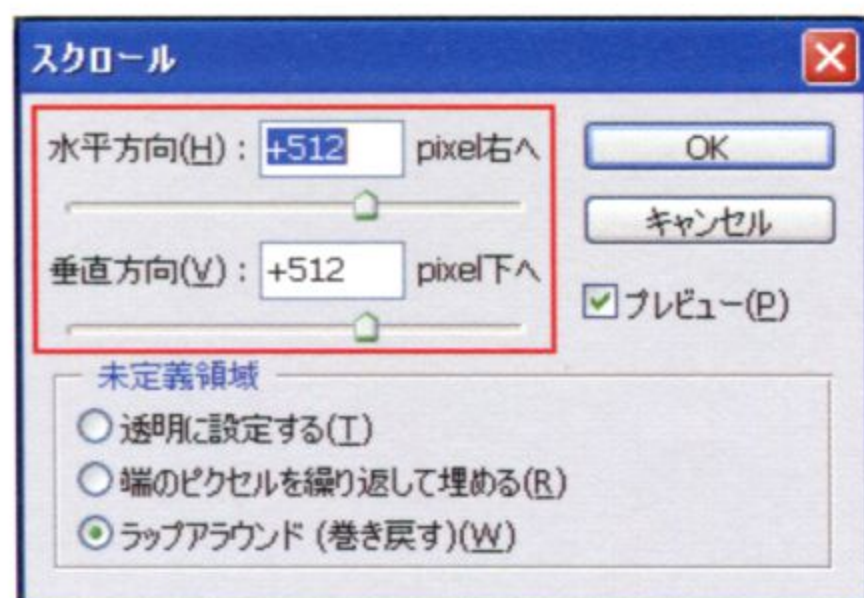 スクロール
水平方向(H)： +512 pixel右へ
OK
キャンセル
垂直方向(V)： +512 pixel下へ
プレビュー(P)
未定義領域
透明に設定する(T)
端のピクセルを繰り返して埋める(R)
ラップアラウンド (巻き戻す)(W)